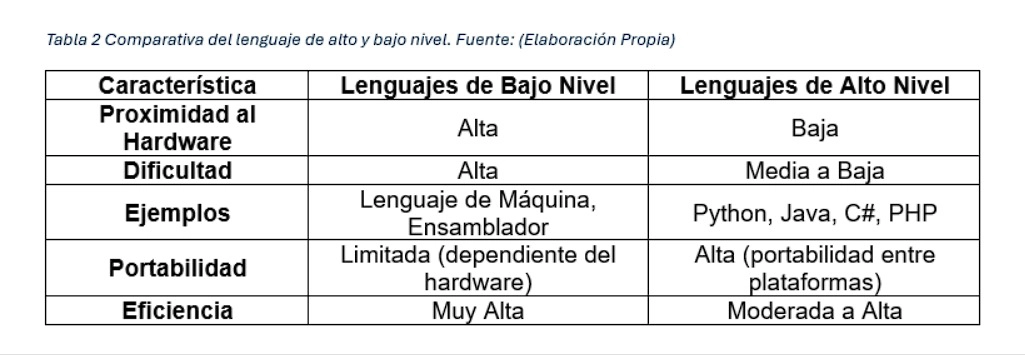 Tabla 2 Comparativa del lenguaje de alto y bajo nivel. Fuente: (Elaboración Propia)
Característica Lenguajes de Bajo Nivel Lenguajes de Alto Nivel
Proximidad al
Hardware Alta Baja
Dificultad Alta Media a Baja
Ejemplos Lenguaje de Máquina,
Ensamblador Python, Java, C#, PHP
Portabilidad Limitada (dependiente del
hardware) Alta (portabilidad entre
plataformas)
Eficiencia Muy Alta Moderada a Alta